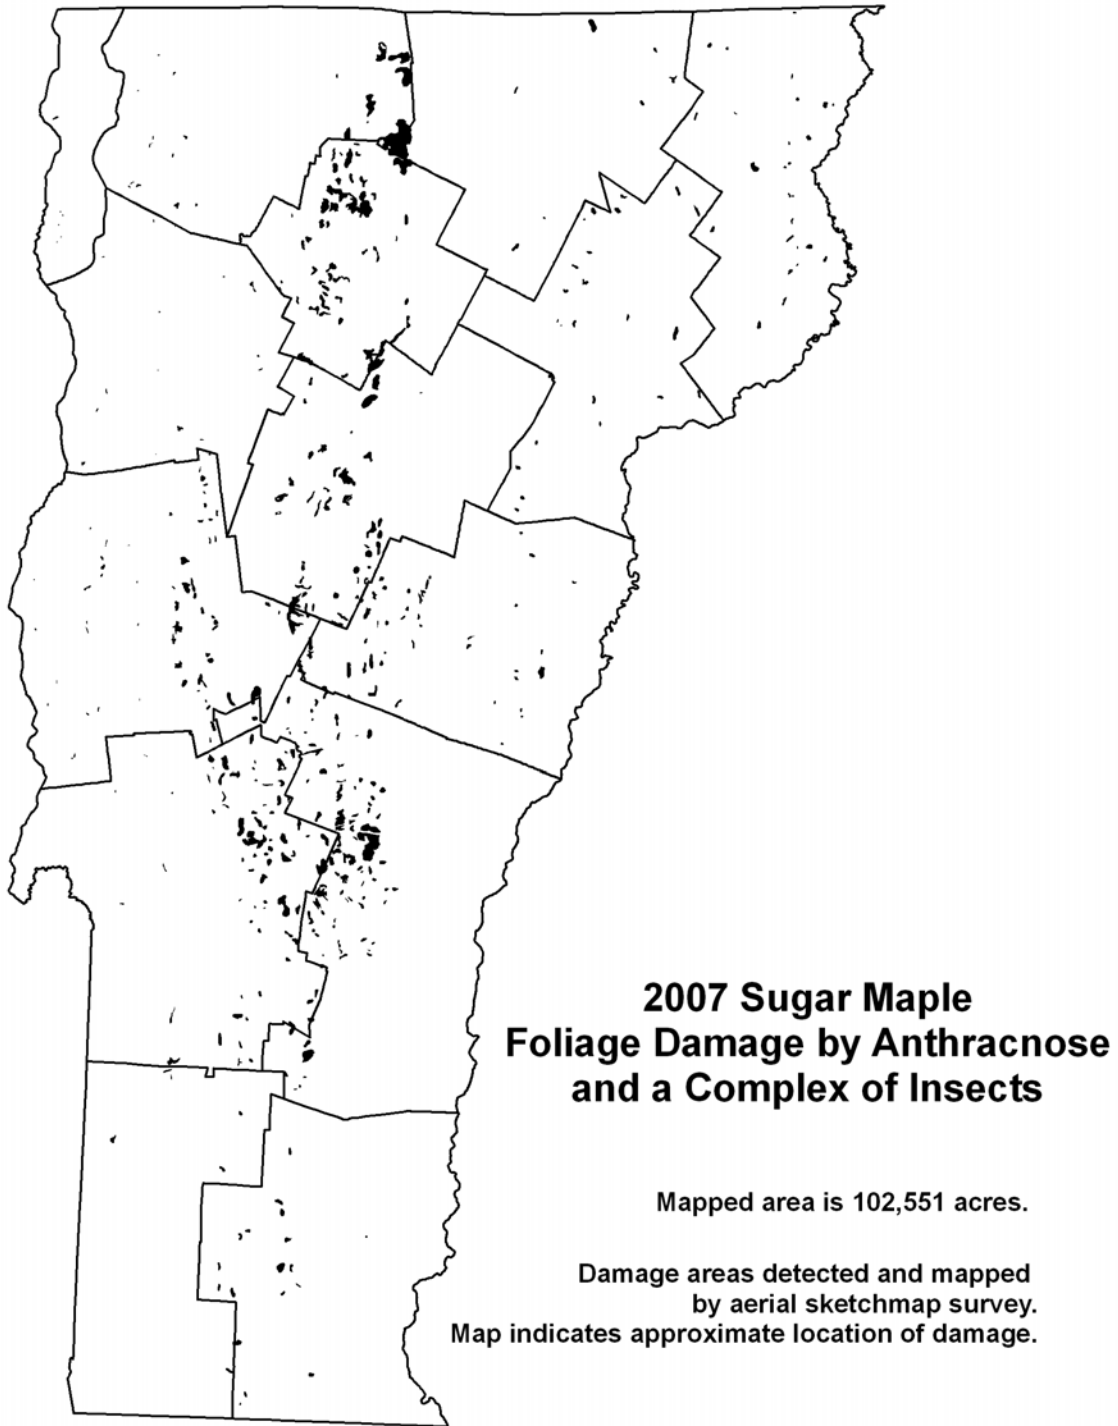 2007 Sugar Maple
Foliage Damage by Anthracnose
and a Complex of Insects
Mapped area is 102,551 acres.
Damage areas detected and mapped
by aerial sketchmap survey.
Map indicates approximate location of damage.